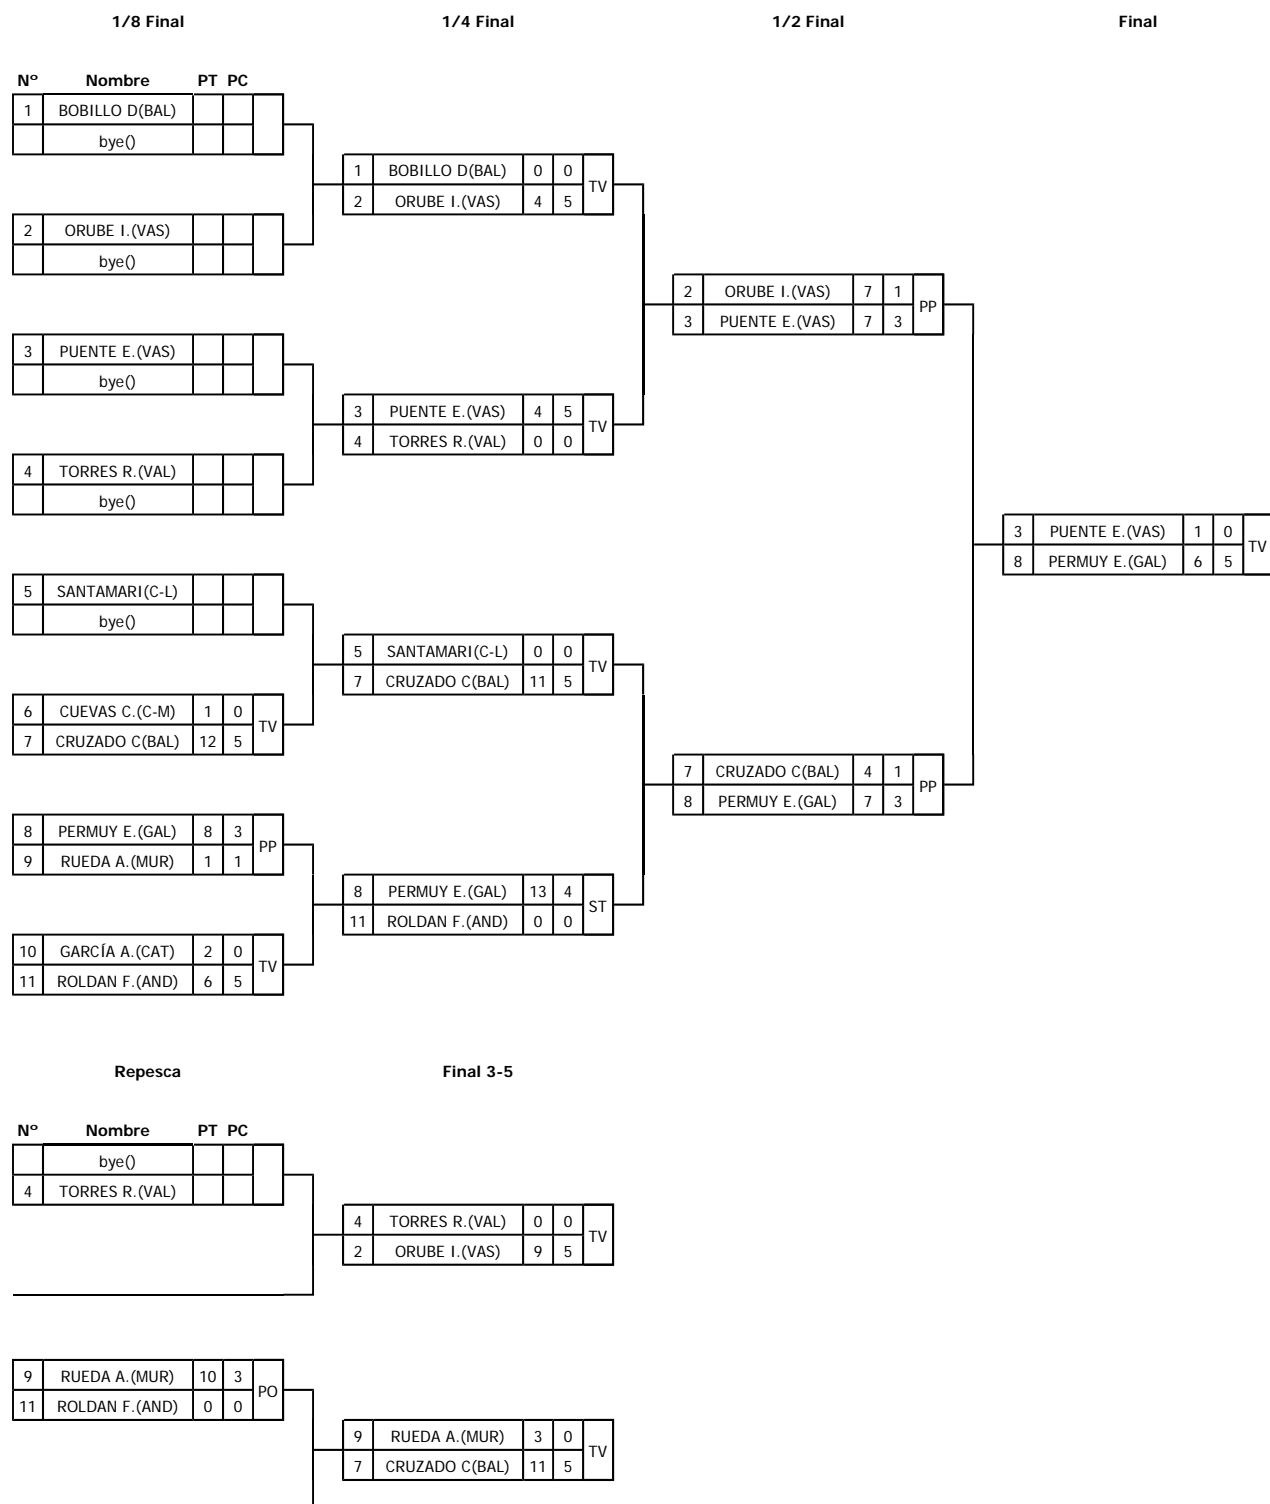 1/8 Final 1/4 Final 1/2 Final Final
Nº Nombre PT PC
1 BOBILLO D(BAL)
bye()
1 BOBILLO D(BAL) 0 0 TV
2 ORUBE I.(VAS) 4 5
2 ORUBE I.(VAS)
bye()
2 ORUBE I.(VAS) 7 1 PP
3 PUENTE E.(VAS) 7 3
3 PUENTE E.(VAS)
bye()
3 PUENTE E.(VAS) 4 5 TV
4 TORRES R.(VAL) 0 0
4 TORRES R.(VAL)
bye()
3 PUENTE E.(VAS) 1 0 TV
8 PERMUY E.(GAL) 6 5
5 SANTAMARI(C-L)
bye()
5 SANTAMARI(C-L) 0 0 TV
7 CRUZADO C(BAL) 11 5
6 CUEVAS C.(C-M) 1 0 TV
7 CRUZADO C(BAL) 12 5
7 CRUZADO C(BAL) 4 1 PP
8 PERMUY E.(GAL) 7 3
8 PERMUY E.(GAL) 8 3 PP
9 RUEDA A.(MUR) 1 1
8 PERMUY E.(GAL) 13 4 ST
11 ROLDAN F.(AND) 0 0
10 GARCÍA A.(CAT) 2 0 TV
11 ROLDAN F.(AND) 6 5
Repesca Final 3-5
Nº Nombre PT PC
bye()
4 TORRES R.(VAL)
4 TORRES R.(VAL) 0 0 TV
2 ORUBE I.(VAS) 9 5
9 RUEDA A.(MUR) 10 3 PO
11 ROLDAN F.(AND) 0 0
9 RUEDA A.(MUR) 3 0 TV
7 CRUZADO C(BAL) 11 5